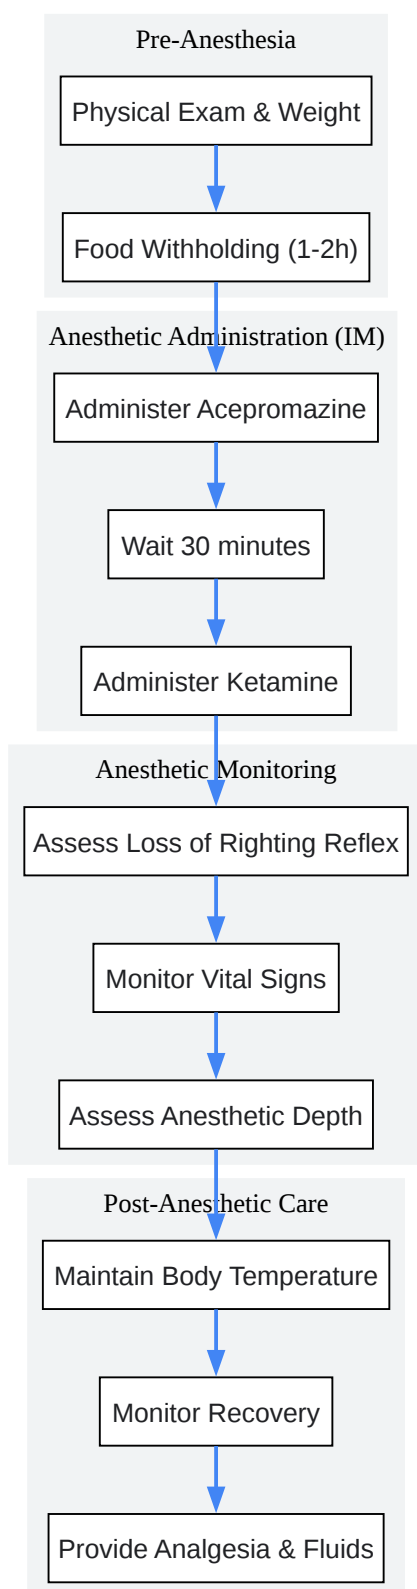 Pre-Anesthesia
Physical Exam & Weight
Food Withholding (1-2h)
Anesthetic Administration (IM)
Administer Acepromazine
Wait 30 minutes
Administer Ketamine
Anesthetic Monitoring
Assess Loss of Righting Reflex
Monitor Vital Signs
Assess Anesthetic Depth
Post-Anesthetic Care
Maintain Body Temperature
Monitor Recovery
Provide Analgesia & Fluids